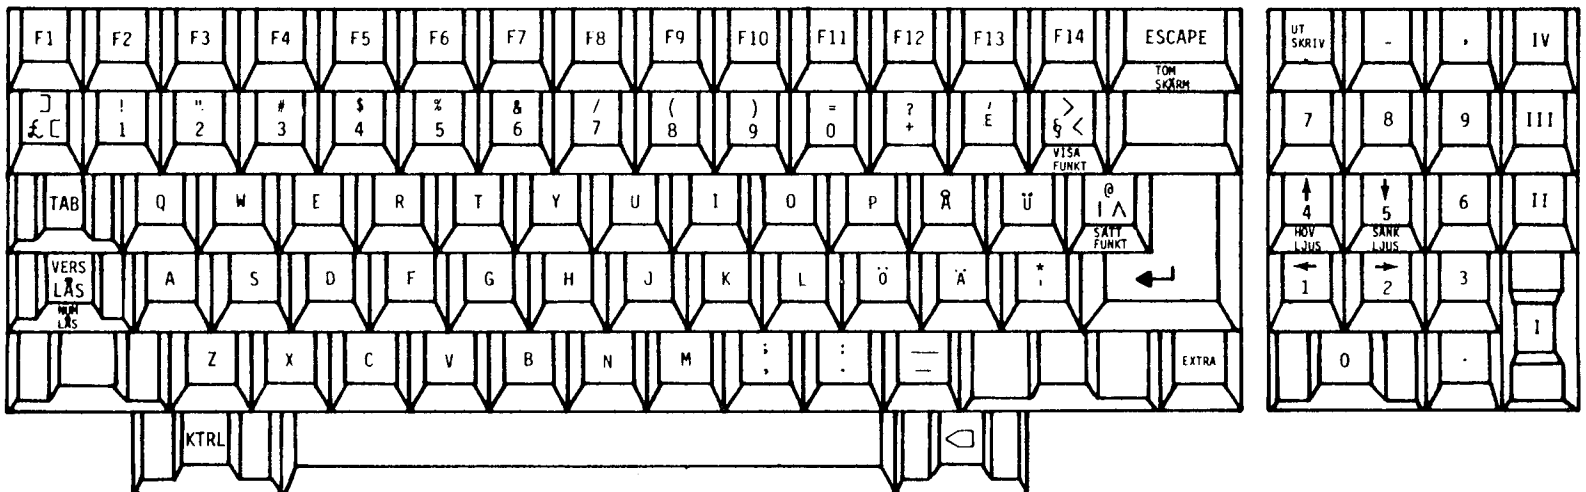 F1 F2 F3 F4 F5 F6 F7 F8 F9 F10 F11 F12 F13 F14 ESCAPE UT SKRIV - , IV
TOM SKÄRM
] ! " # $ % & / ( ) = ? ' >
£ [ 1 2 3 4 5 6 7 8 9 0 + É § < 7 8 9 III
VISA FUNKT
TAB Q W E R T Y U I O P Å Ü @ | ∧ ↑ 4 ↓ 5 6 II
SÄTT FUNKT HÖV LJUS SÄNK LJUS
VERS LÅS A S D F G H J K L Ö Ä * ' ↵ ← 1 → 2 3
NUM LÅS
Z X C V B N M ; , : . — – EXTRA 0 . I
KTRL